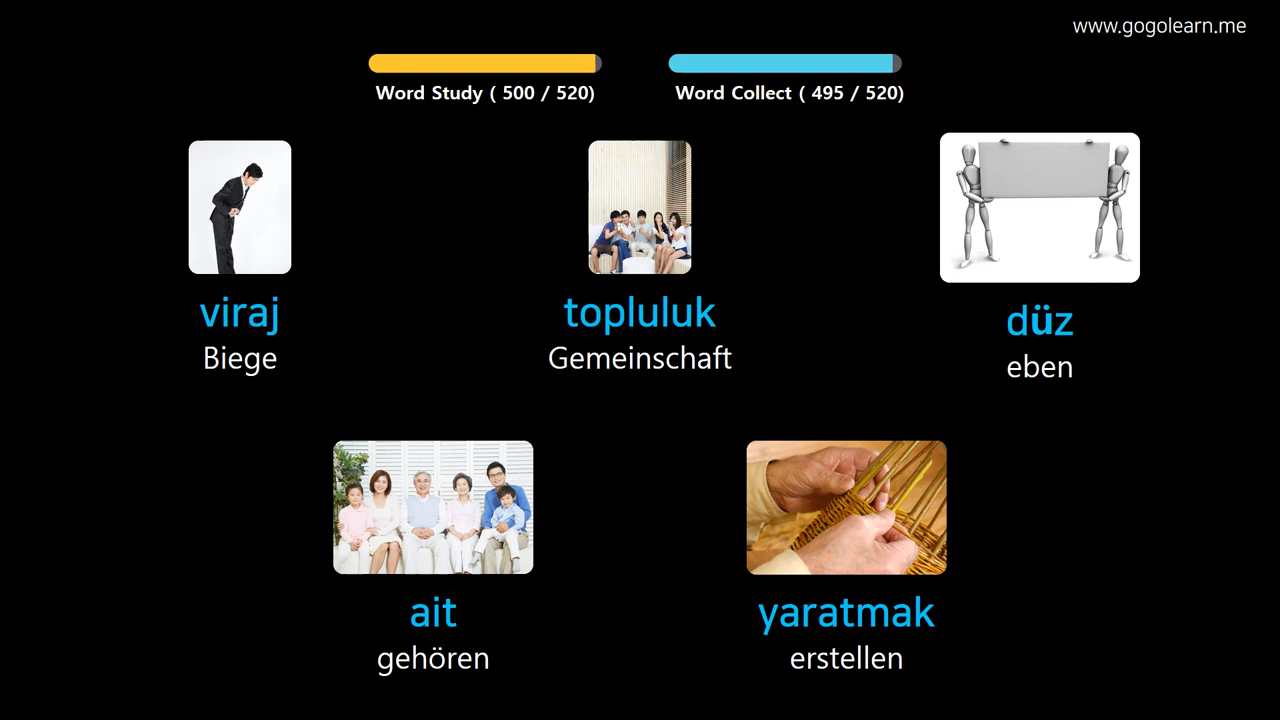 www.gogolearn.me
Word Study ( 500 / 520)
Word Collect ( 495 / 520)
viraj
Biege
topluluk
Gemeinschaft
düz
eben
ait
gehören
yaratmak
erstellen